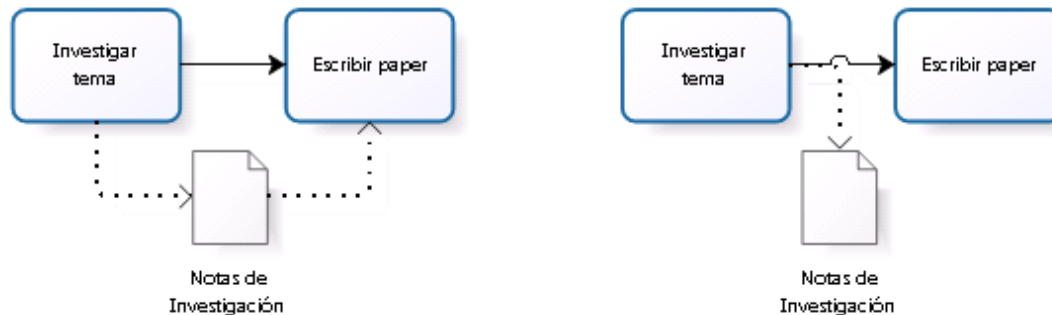 Investigar
tema
Escribir paper
Notas de
Investigación
Investigar
tema
Escribir paper
Notas de
Investigación